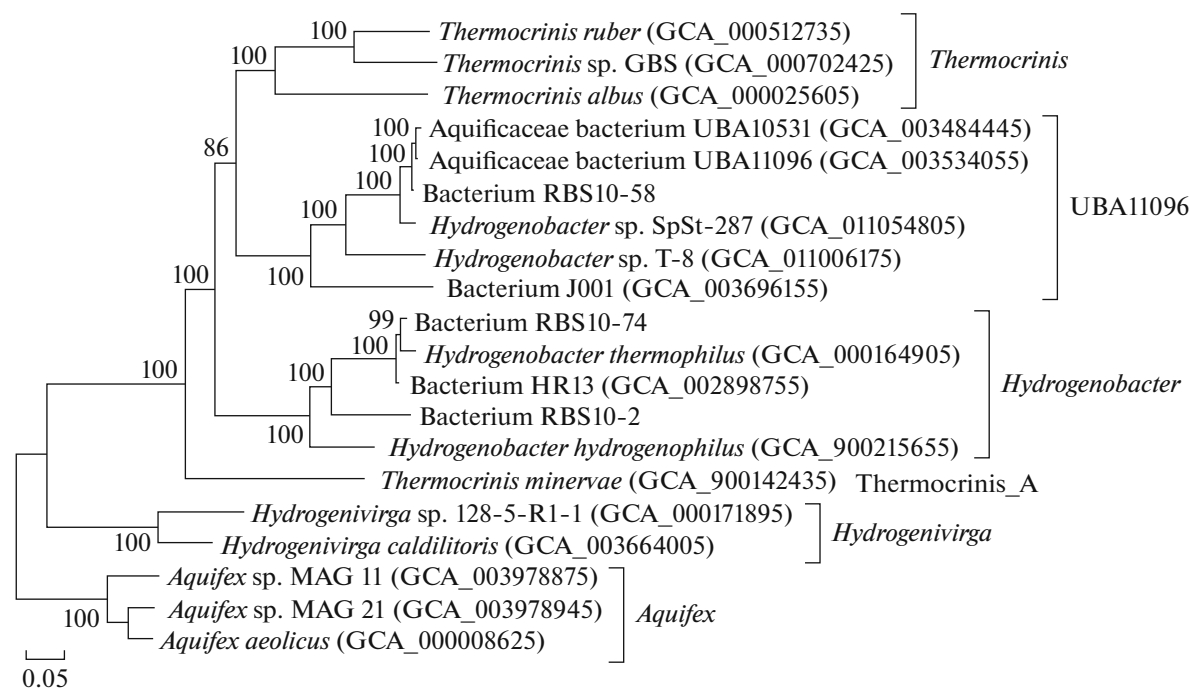 100
Thermocrinis ruber (GCA_000512735)
100
Thermocrinis sp. GBS (GCA_000702425)
Thermocrinis
Thermocrinis albus (GCA_000025605)
100
Aquificaceae bacterium UBA10531 (GCA_003484445)
86
100
Aquificaceae bacterium UBA11096 (GCA_003534055)
100
Bacterium RBS10-58
UBA11096
100
Hydrogenobacter sp. SpSt-287 (GCA_011054805)
Hydrogenobacter sp. T-8 (GCA_011006175)
100
100
Bacterium J001 (GCA_003696155)
99
Bacterium RBS10-74
100
Hydrogenobacter thermophilus (GCA_000164905)
100
100
Bacterium HR13 (GCA_002898755)
Hydrogenobacter
Bacterium RBS10-2
100
Hydrogenobacter hydrogenophilus (GCA_900215655)
Thermocrinis minervae (GCA_900142435) Thermocrinis_A
Hydrogenivirga sp. 128-5-R1-1 (GCA_000171895)
Hydrogenivirga
100
Hydrogenivirga caldilitoris (GCA_003664005)
Aquifex sp. MAG 11 (GCA_003978875)
100
Aquifex sp. MAG 21 (GCA_003978945)
Aquifex
Aquifex aeolicus (GCA_000008625)
0.05